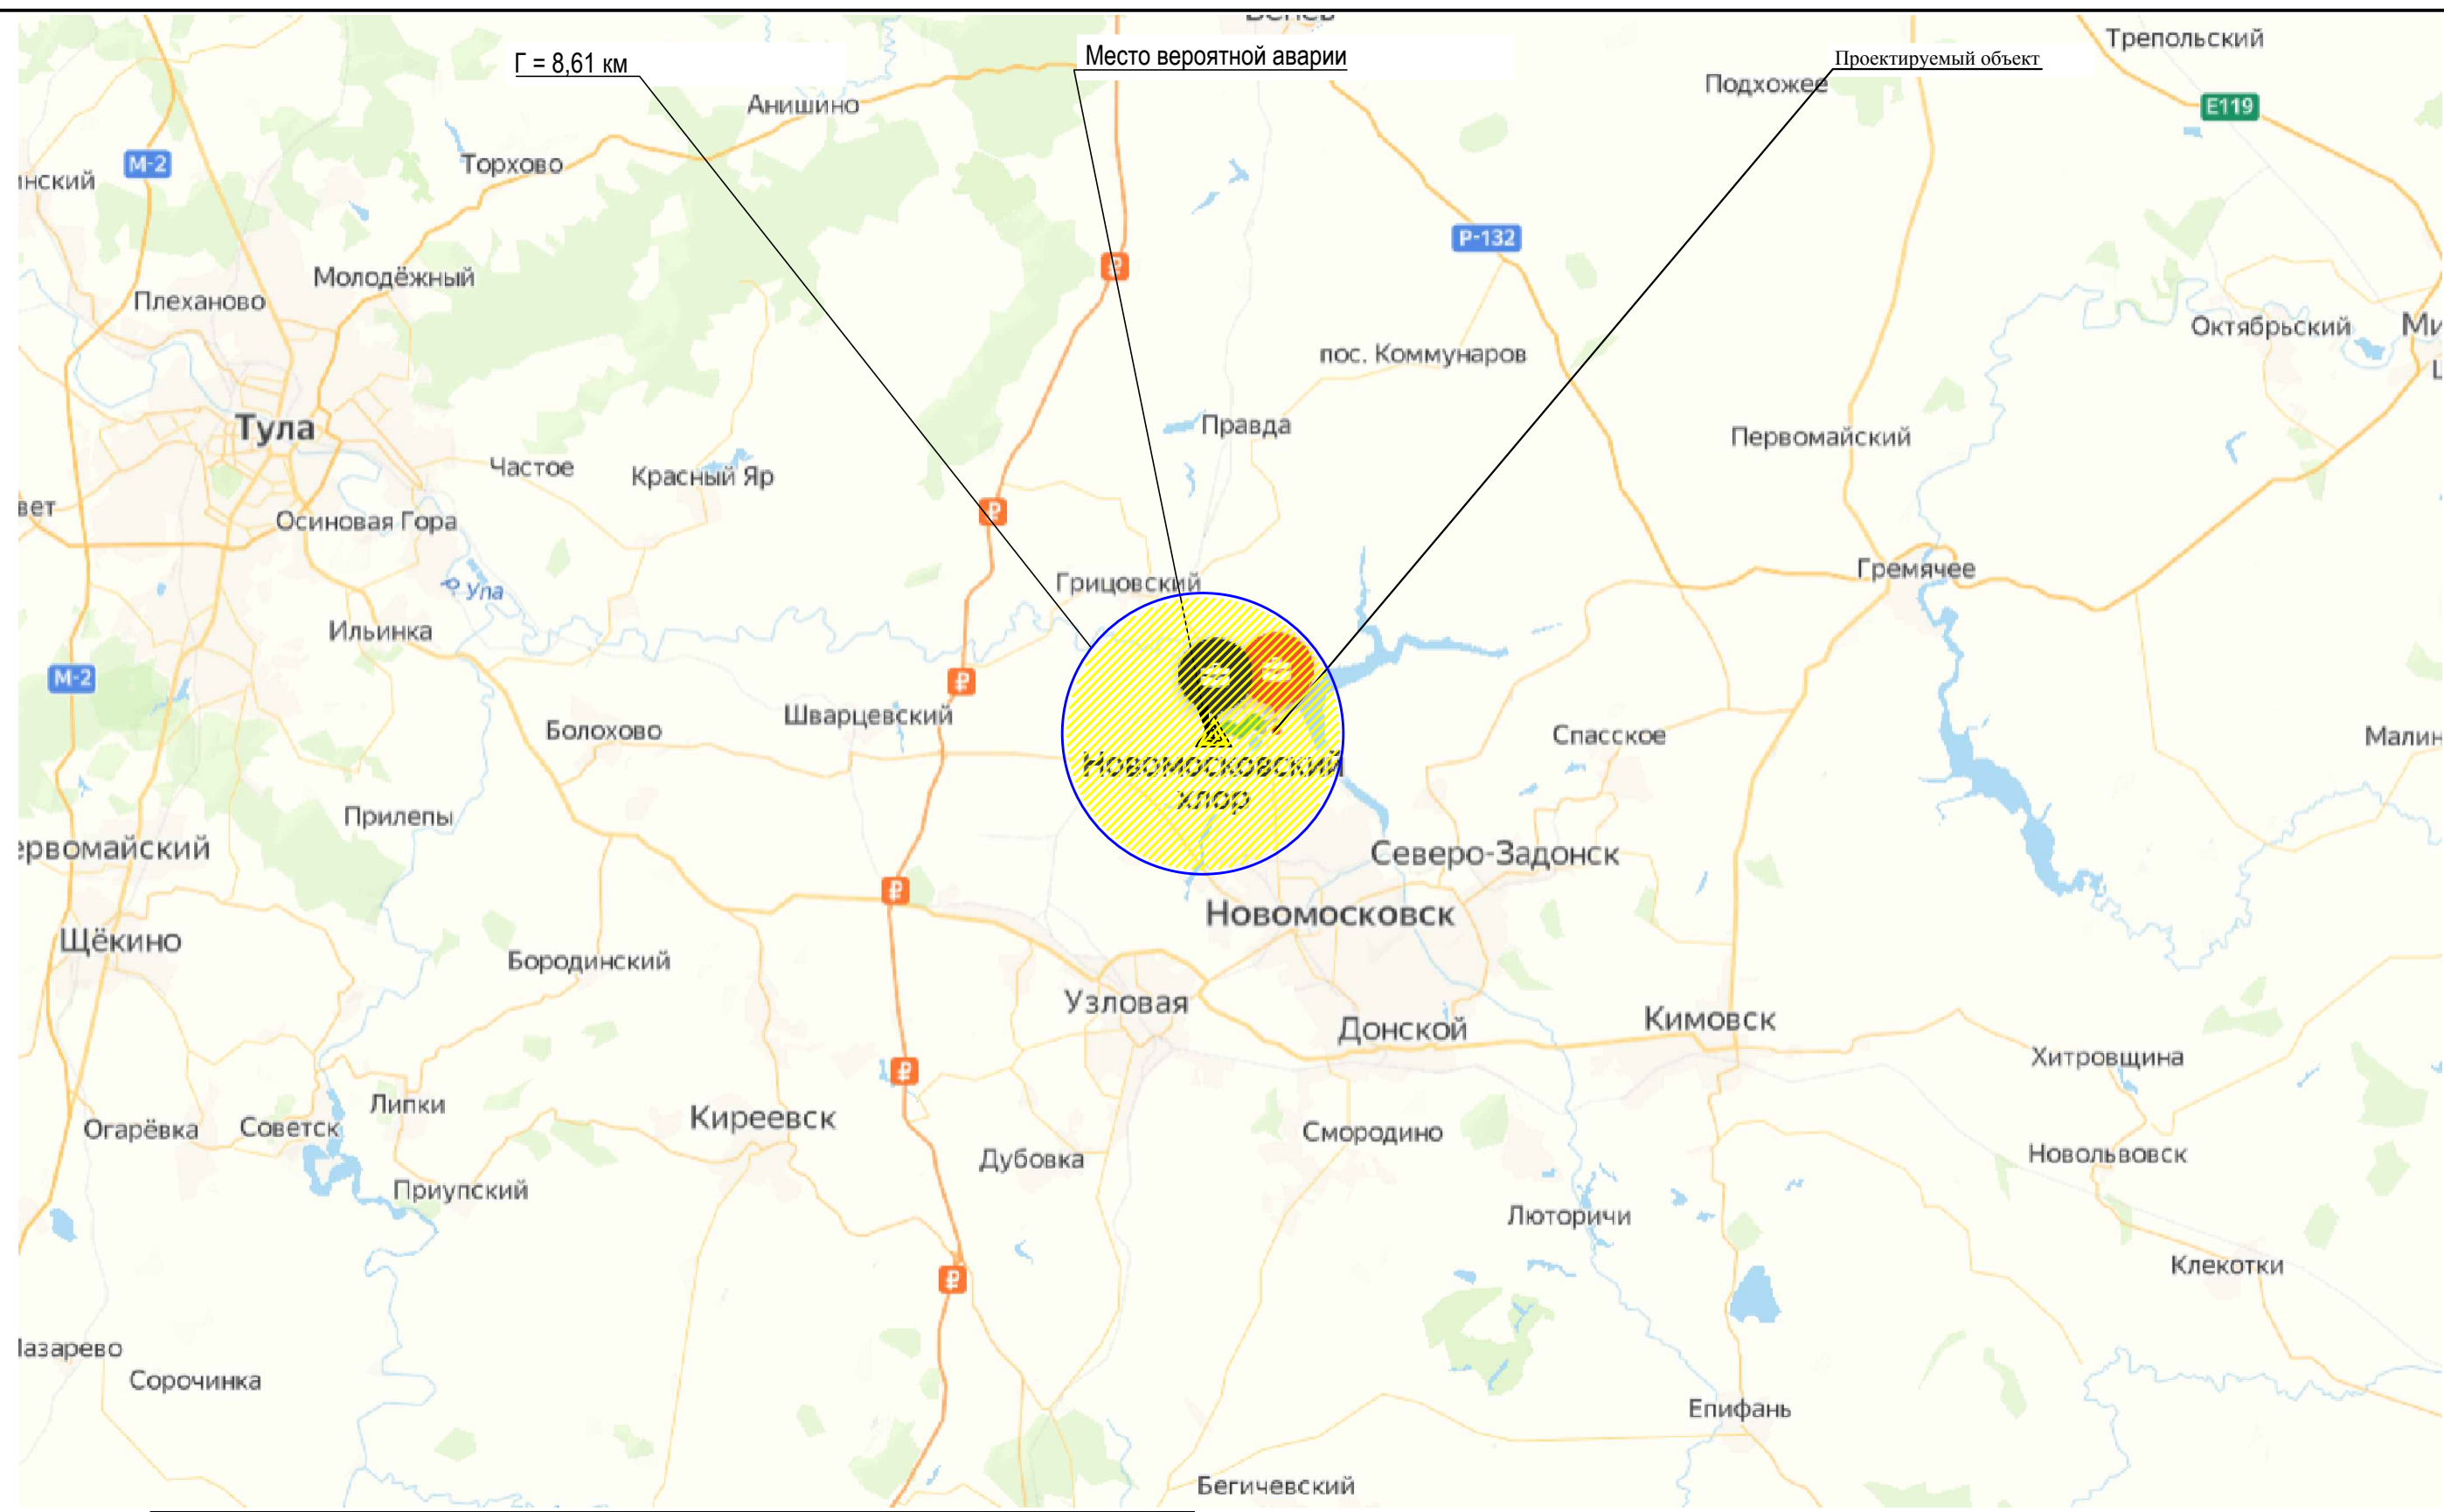 Г = 8,61 км
Место вероятной аварии
Проектируемый объект
Трепольский
Подхожее
E119
Анишино
М-2
Торхово
Р-132
Молодёжный
Плеханово
Октябрьский
пос. Коммунаров
Тула
Правда
Первомайский
Частое
Красный Яр
Осиновая Гора
Гремячее
Грицовский
Упа
Ильинка
М-2
Шварцевский
Болохово
Спасское
Малин
Новомосковский
хлор
Прилепы
ервомайский
Северо-Задонск
Новомосковск
Щёкино
Бородинский
Узловая
Донской
Кимовск
Хитровщина
Липки
Киреевск
Огарёвка
Советск
Смородино
Дубовка
Новольвовск
Приупский
Люторичи
Клекотки
азарево
Сорочинка
Епифань
Бегичевский